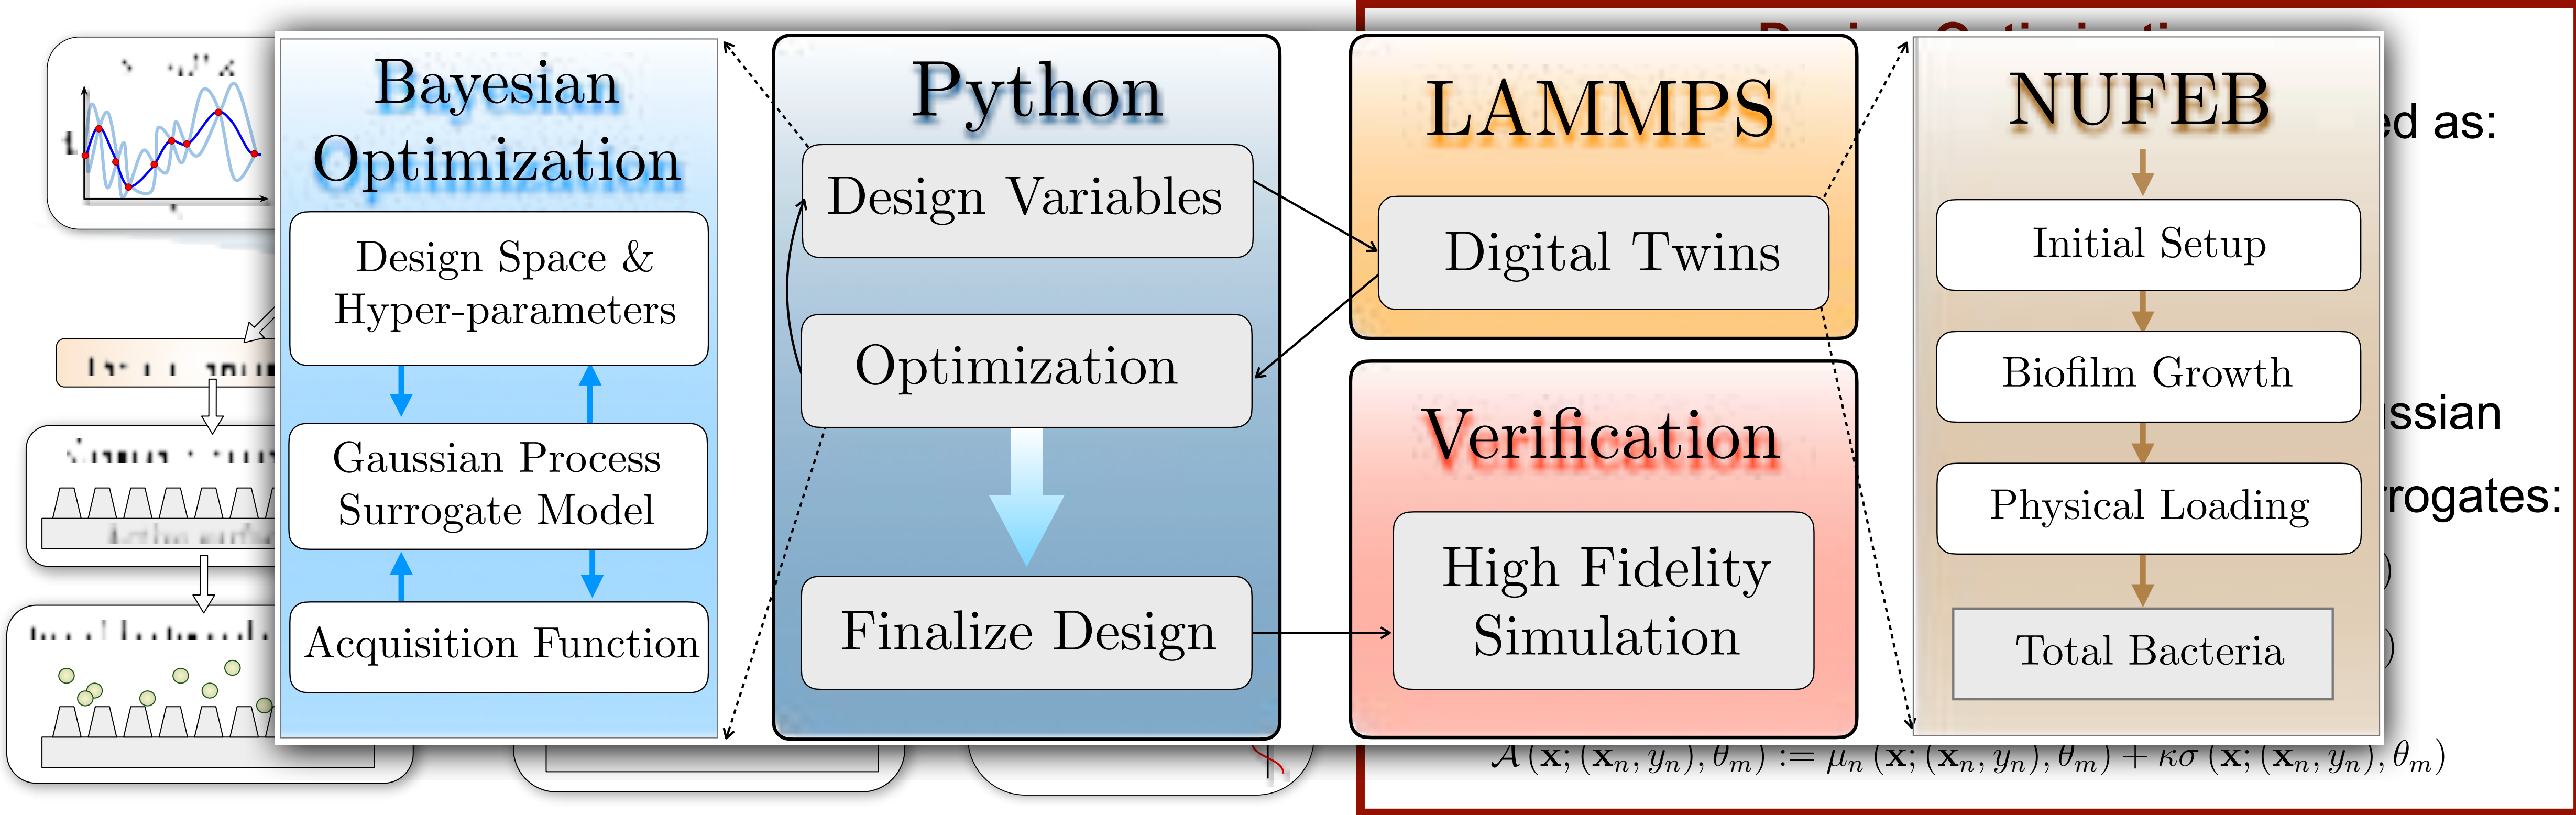 Bayesian
Optimization
Design Space &
Hyper-parameters
Gaussian Process
Surrogate Model
Acquisition Function
Python
Design Variables
Optimization
Finalize Design
LAMMPS
Digital Twins
Verification
High Fidelity
Simulation
NUFEB
Initial Setup
Biofilm Growth
Physical Loading
Total Bacteria
ed as:
ssian
rrogates:
)
)
𝒜 (x; (xₙ, yₙ), θₘ) := μₙ (x; (xₙ, yₙ), θₘ) + κσ (x; (xₙ, yₙ), θₘ)